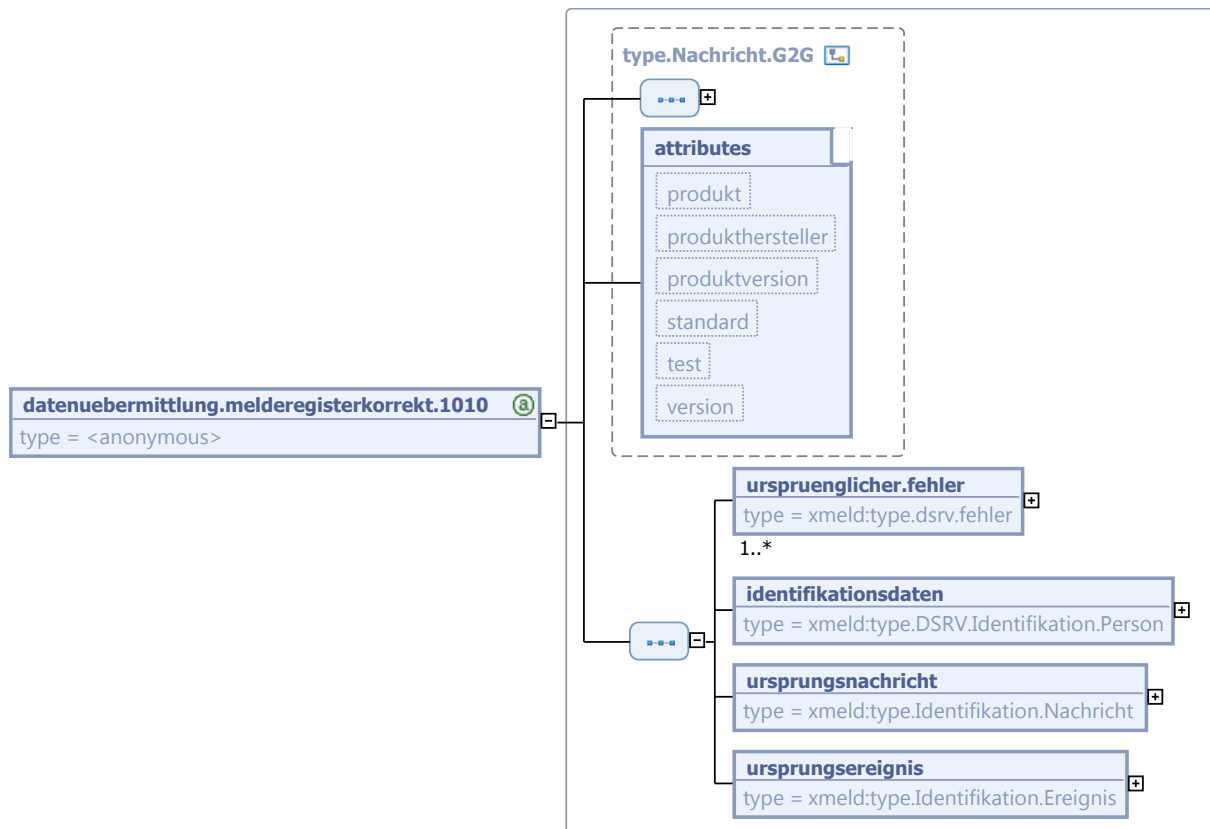 type.Nachricht.G2G
attributes
produkt
produkthersteller
produktversion
standard
test
version
datenuebermittlung.melderegisterkorrekt.1010
type = <anonymous>
urspruenglicher.fehler
type = xmeld:type.dsrv.fehler
1..*
identifikationsdaten
type = xmeld:type.DSRV.Identifikation.Person
ursprungsnachricht
type = xmeld:type.Identifikation.Nachricht
ursprungsereignis
type = xmeld:type.Identifikation.Ereignis